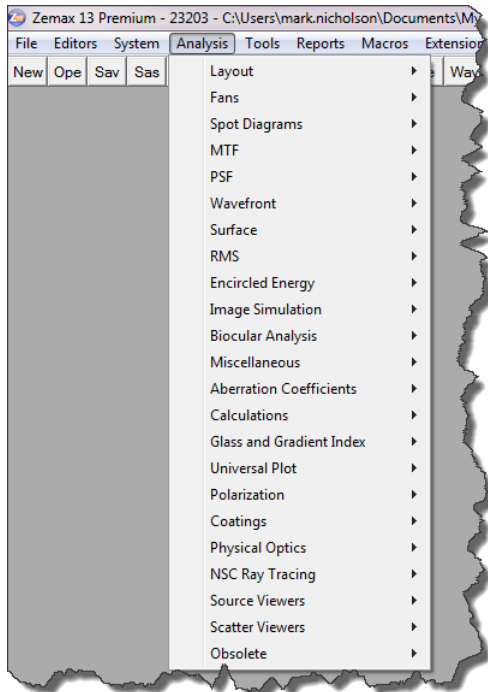 Zemax 13 Premium - 23203 - C:\Users\mark.nicholson\Documents\My
File Editors System Analysis Tools Reports Macros Extension
New Ope Sav Sas Wav
Layout
Fans
Spot Diagrams
MTF
PSF
Wavefront
Surface
RMS
Encircled Energy
Image Simulation
Biocular Analysis
Miscellaneous
Aberration Coefficients
Calculations
Glass and Gradient Index
Universal Plot
Polarization
Coatings
Physical Optics
NSC Ray Tracing
Source Viewers
Scatter Viewers
Obsolete